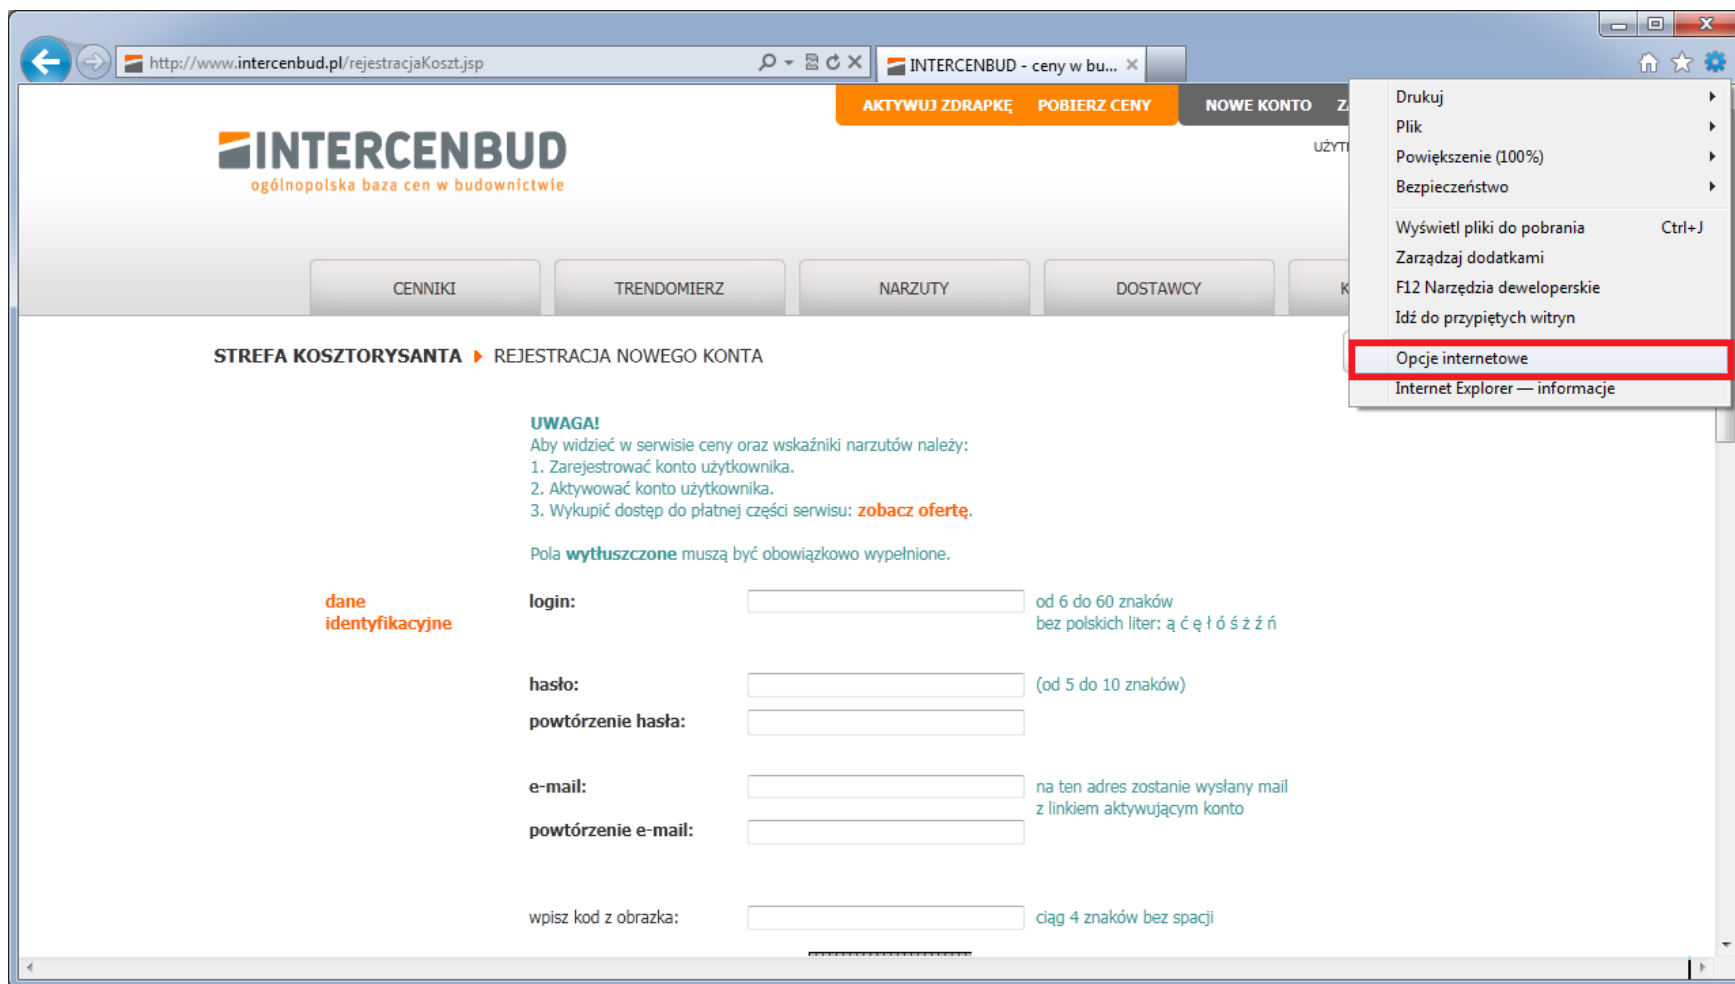 http://www.intercenbud.pl/rejestracjaKoszt.jsp
INTERCENBUD - ceny w bu...
AKTYWUJ ZDRAPKĘ POBIERZ CENY NOWE KONTO
INTERCENBUD
ogólnopolska baza cen w budownictwie
Drukuj
Plik
Powiększenie (100%)
Bezpieczeństwo
Wyświetl pliki do pobrania Ctrl+J
Zarządzaj dodatkami
F12 Narzędzia deweloperskie
Idź do przypiętych witryn
Opcje internetowe
Internet Explorer — informacje
CENNIKI TRENDOMIERZ NARZUTY DOSTAWCY
STREFA KOSZTORYSANTA REJESTRACJA NOWEGO KONTA
UWAGA!
Aby widzieć w serwisie ceny oraz wskaźniki narzutów należy:
1. Zarejestrować konto użytkownika.
2. Aktywować konto użytkownika.
3. Wykupić dostęp do płatnej części serwisu: zobacz ofertę.
Pola wytłuszczone muszą być obowiązkowo wypełnione.
dane
identyfikacyjne
login:
od 6 do 60 znaków
bez polskich liter: ą ć ę ł ó ś ż ź ń
hasło:
(od 5 do 10 znaków)
powtórzenie hasła:
e-mail:
na ten adres zostanie wysłany mail
z linkiem aktywującym konto
powtórzenie e-mail:
wpisz kod z obrazka:
ciąg 4 znaków bez spacji